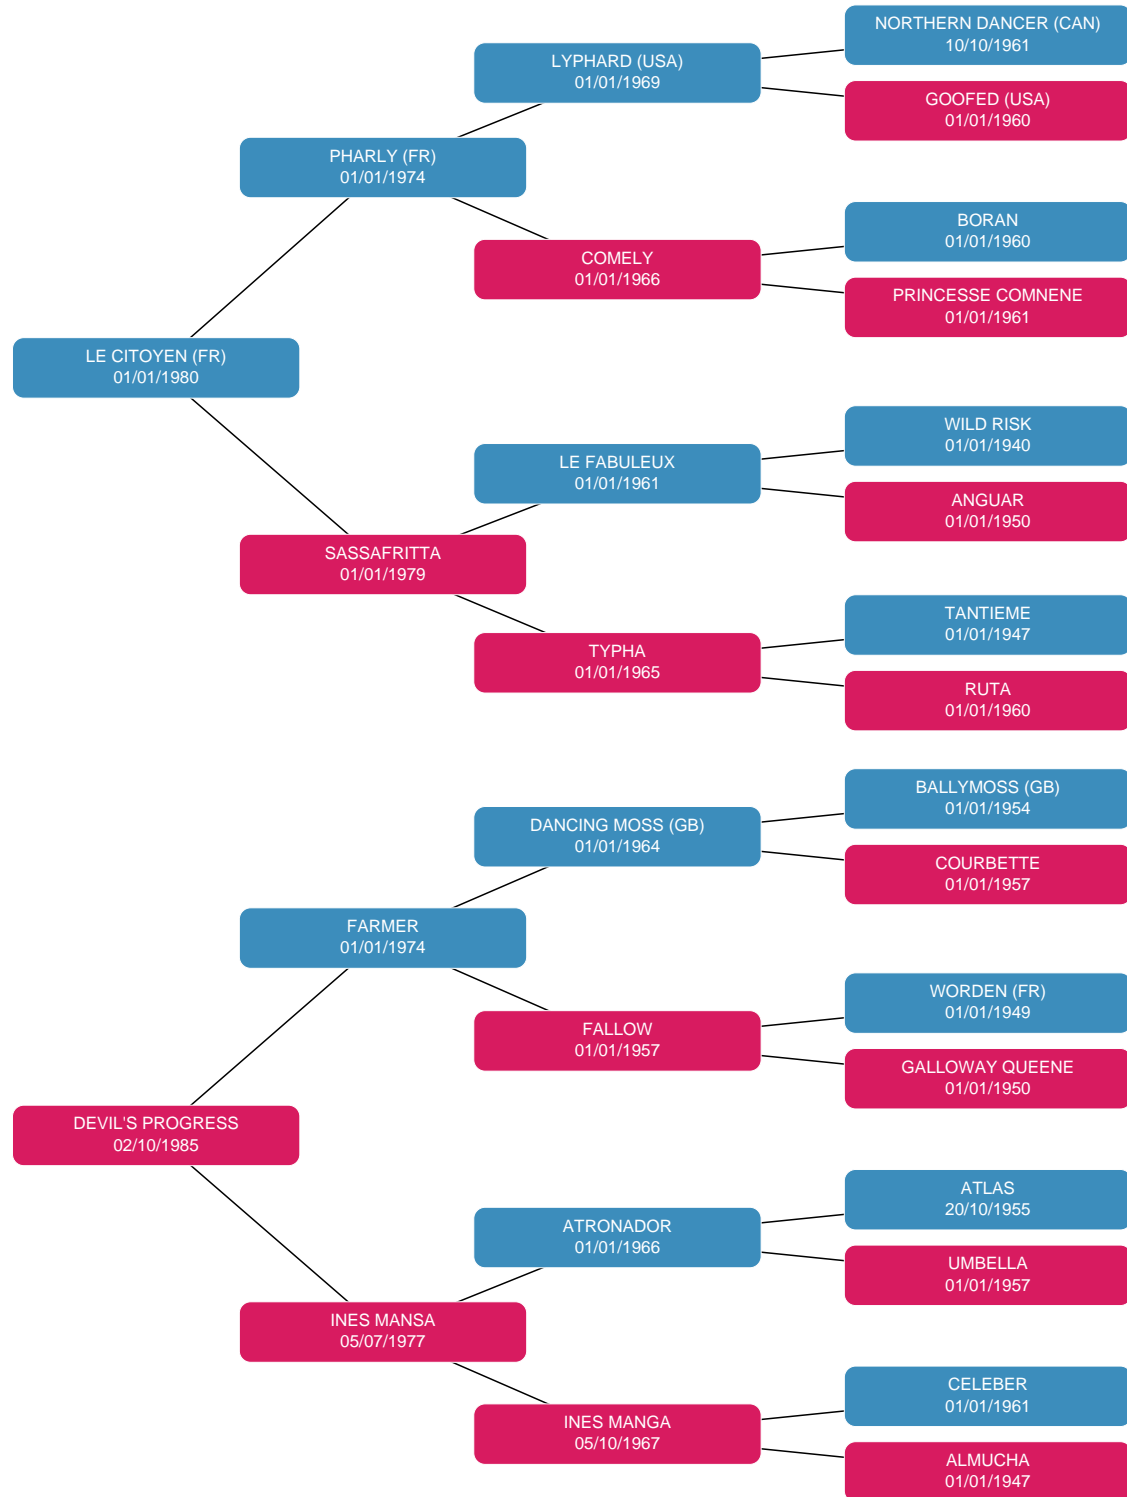 NORTHERN DANCER (CAN)
10/10/1961
LYPHARD (USA)
01/01/1969
GOOFED (USA)
01/01/1960
PHARLY (FR)
01/01/1974
BORAN
01/01/1960
COMELY
01/01/1966
PRINCESSE COMNENE
01/01/1961
LE CITOYEN (FR)
01/01/1980
WILD RISK
01/01/1940
LE FABULEUX
01/01/1961
ANGUAR
01/01/1950
SASSAFRITTA
01/01/1979
TANTIEME
01/01/1947
TYPHA
01/01/1965
RUTA
01/01/1960
BALLYMOSS (GB)
01/01/1954
DANCING MOSS (GB)
01/01/1964
COURBETTE
01/01/1957
FARMER
01/01/1974
WORDEN (FR)
01/01/1949
FALLOW
01/01/1957
GALLOWAY QUEENE
01/01/1950
DEVIL'S PROGRESS
02/10/1985
ATLAS
20/10/1955
ATRONADOR
01/01/1966
UMBELLA
01/01/1957
INES MANSA
05/07/1977
CELEBER
01/01/1961
INES MANGA
05/10/1967
ALMUCHA
01/01/1947